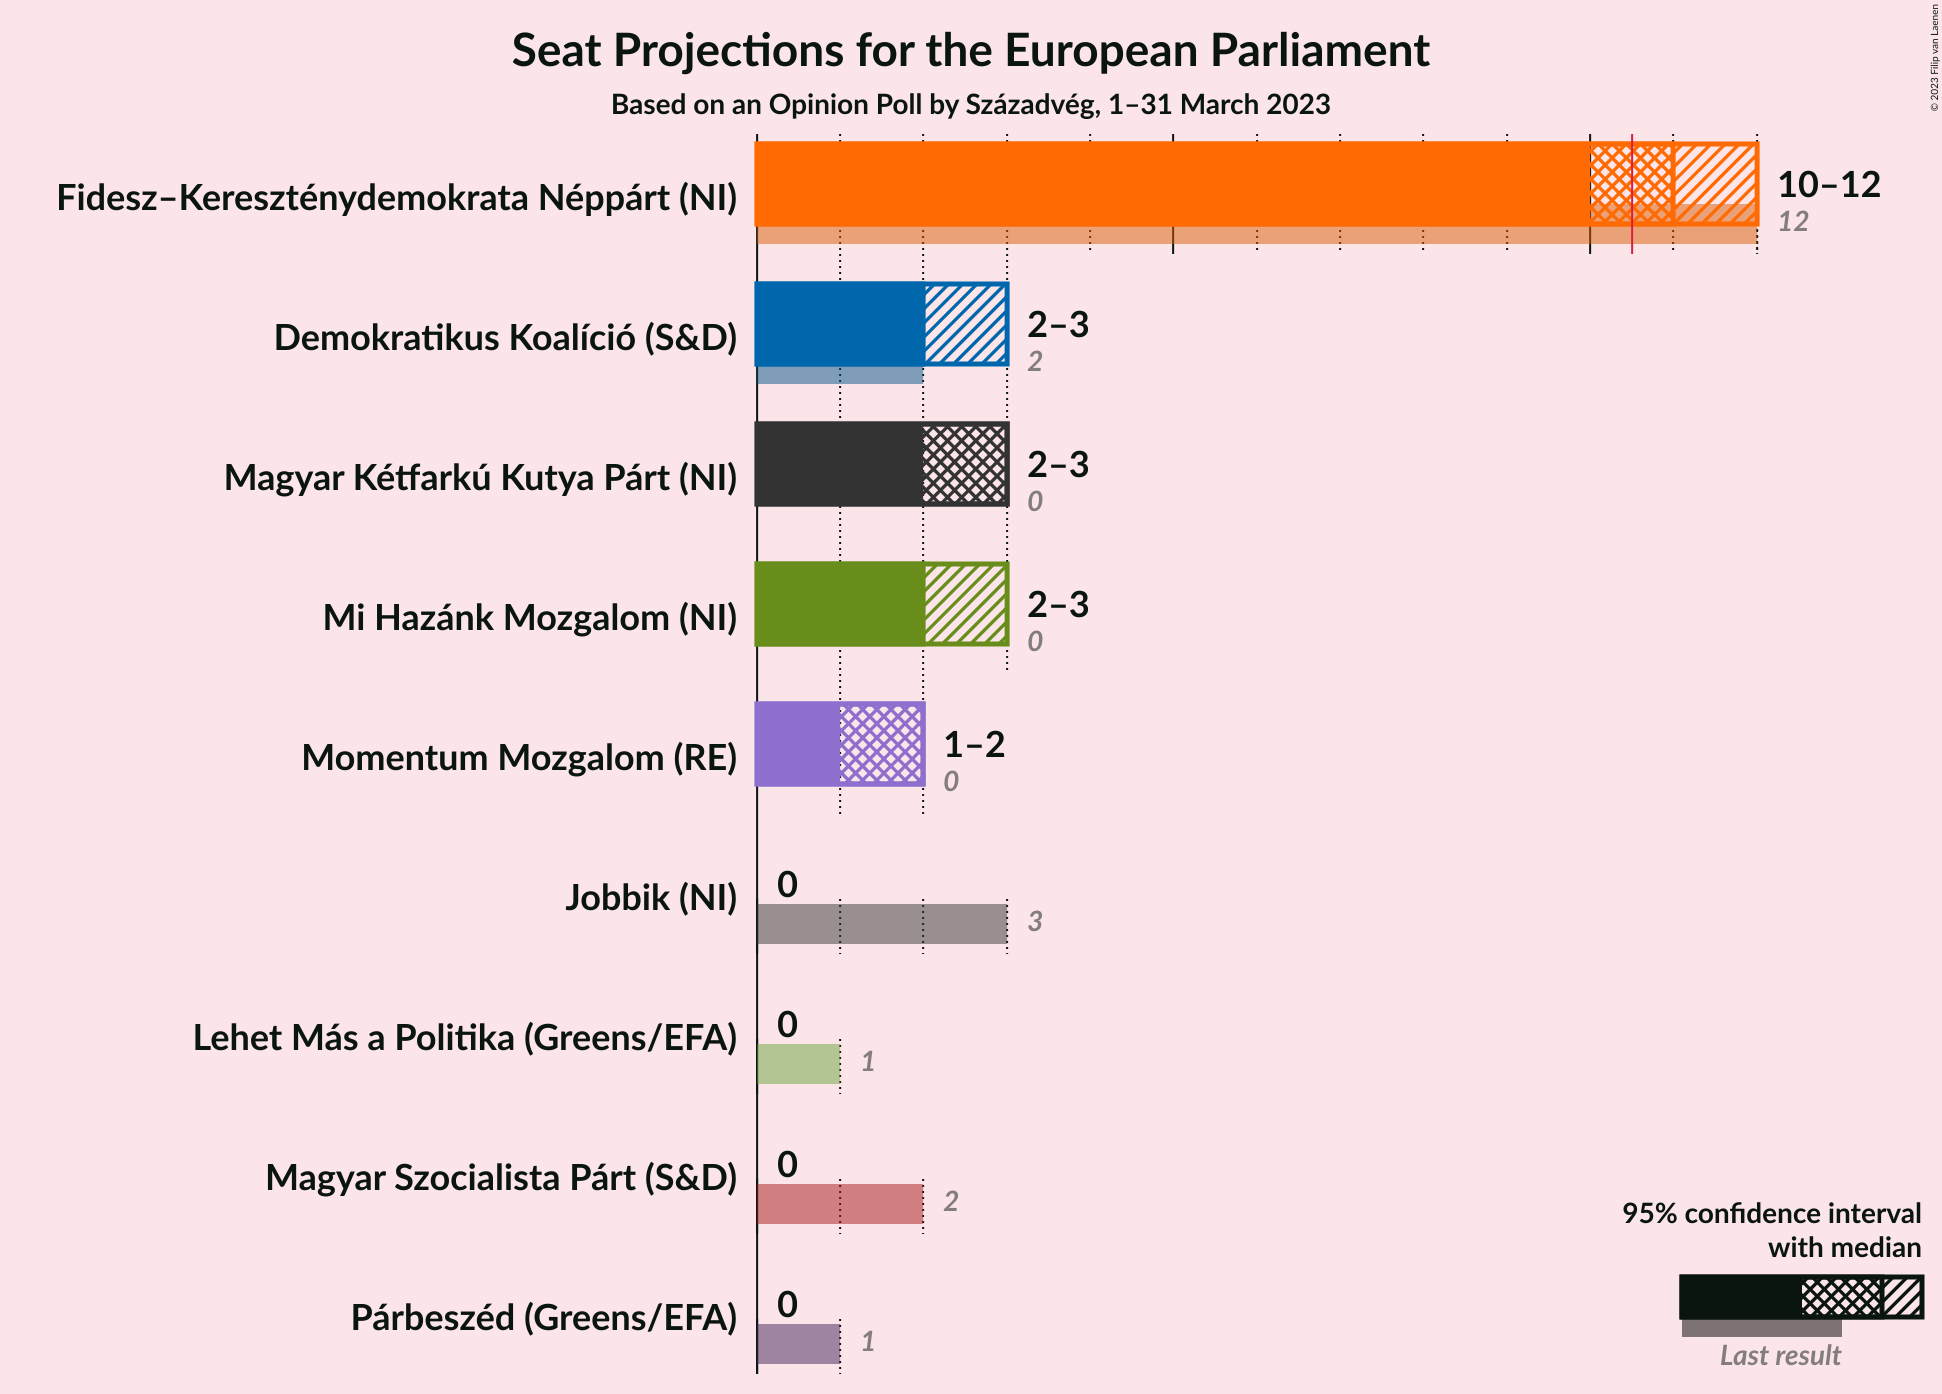 Seat Projections for the European Parliament
Based on an Opinion Poll by Századvég, 1–31 March 2023
© 2023 Filip van Laenen
Fidesz–Kereszténydemokrata Néppárt (NI)
10–12
12
Demokratikus Koalíció (S&D)
2–3
2
Magyar Kétfarkú Kutya Párt (NI)
2–3
0
Mi Hazánk Mozgalom (NI)
2–3
0
Momentum Mozgalom (RE)
1–2
0
Jobbik (NI)
0
3
Lehet Más a Politika (Greens/EFA)
0
1
Magyar Szocialista Párt (S&D)
0
2
Párbeszéd (Greens/EFA)
0
1
95% confidence interval
with median
Last result